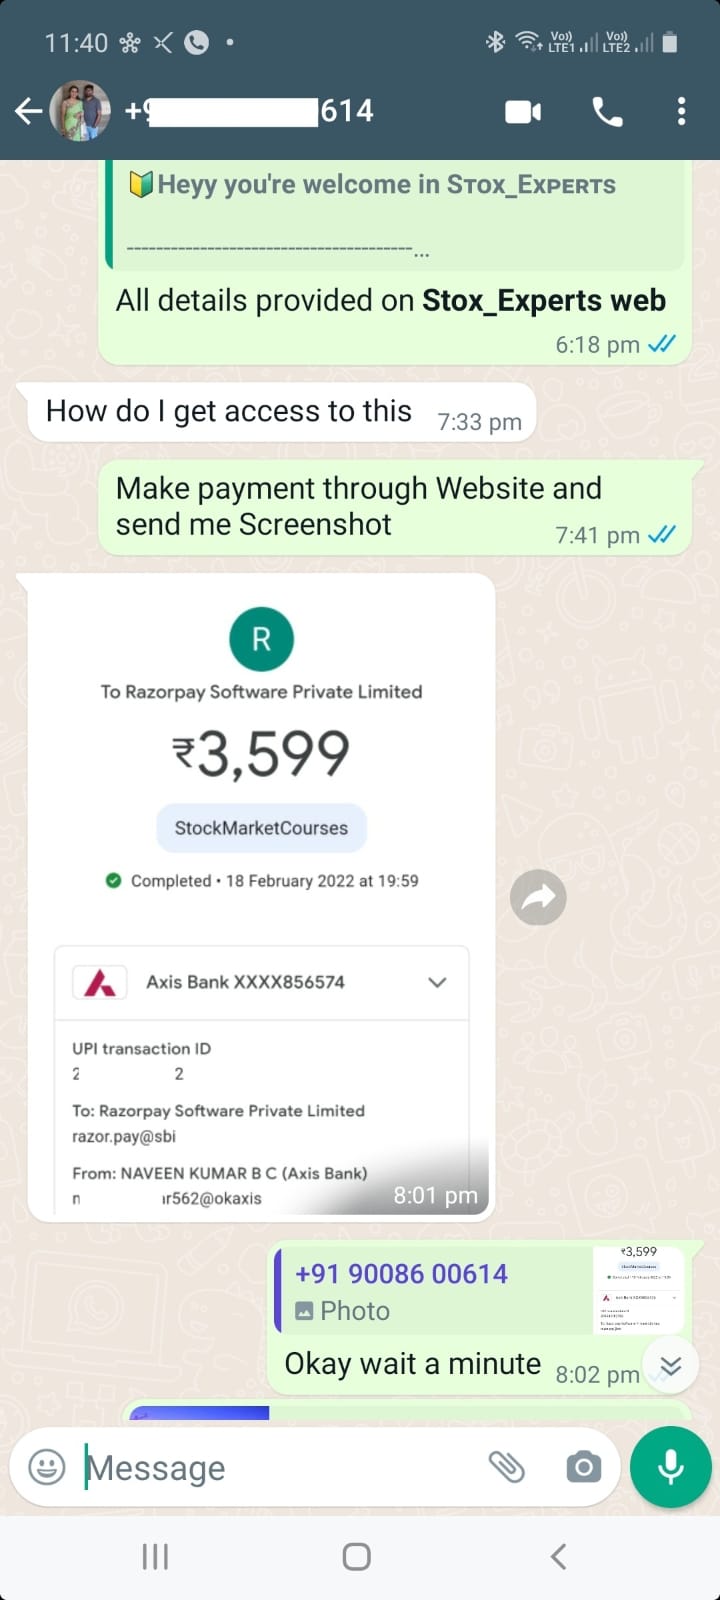 11:40
Vo)) LTE1 Vo)) LTE2
+9 614
Heyy you're welcome in Stox_Experts
----------------------------------------...
All details provided on Stox_Experts web
6:18 pm
How do I get access to this
7:33 pm
Make payment through Website and
send me Screenshot
7:41 pm
R
To Razorpay Software Private Limited
₹3,599
StockMarketCourses
Completed • 18 February 2022 at 19:59
Axis Bank XXXX856574
UPI transaction ID
2 2
To: Razorpay Software Private Limited
razor.pay@sbi
From: NAVEEN KUMAR B C (Axis Bank)
n r562@okaxis
8:01 pm
+91 90086 00614
₹3,599
Photo
Okay wait a minute
8:02 pm
Message